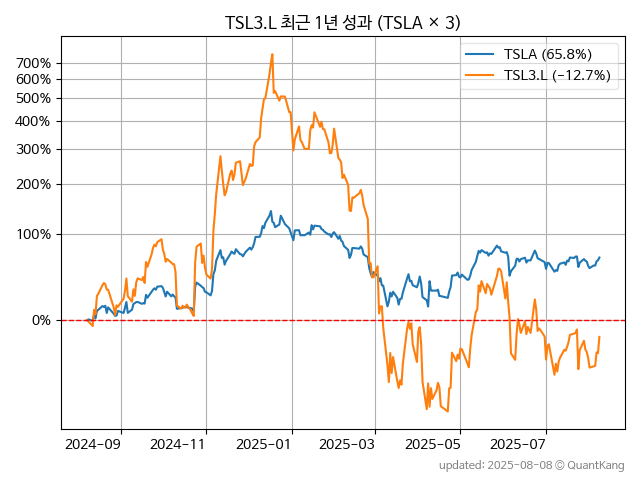 TSL3.L 최근 1년 성과 (TSLA × 3)
TSLA (65.8%)
TSL3.L (−12.7%)
700%
600%
500%
400%
300%
200%
100%
0%
2024-09 2024-11 2025-01 2025-03 2025-05 2025-07
updated: 2025-08-08 © QuantKang